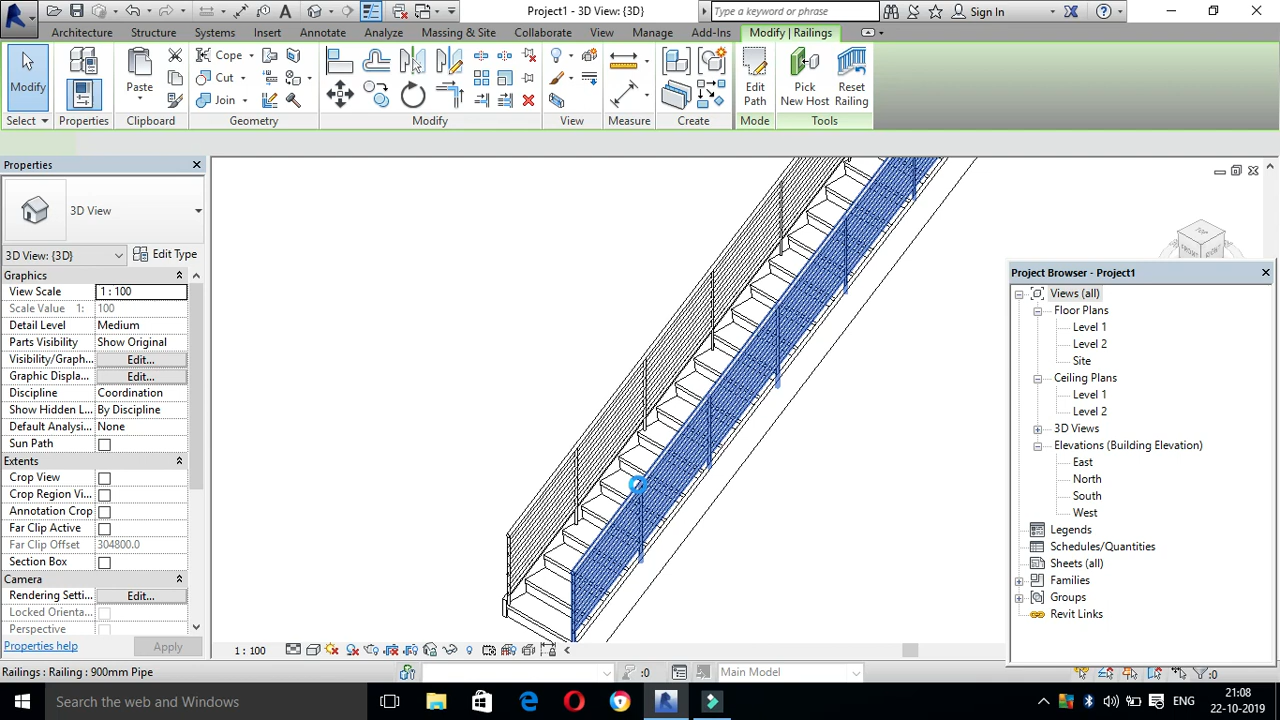 Project1 - 3D View: {3D}
Type a keyword or phrase
Sign In
Architecture
Structure
Systems
Insert
Annotate
Analyze
Massing & Site
Collaborate
View
Manage
Add-Ins
Modify | Railings
Modify
Paste
Cope
Cut
Join
Edit Path
Pick New Host
Reset Railing
Select
Properties
Clipboard
Geometry
Modify
View
Measure
Create
Mode
Tools
Properties
3D View
3D View: {3D}
Edit Type
Graphics
View Scale 1 : 100
Scale Value 1: 100
Detail Level Medium
Parts Visibility Show Original
Visibility/Graph... Edit...
Graphic Displa... Edit...
Discipline Coordination
Show Hidden L... By Discipline
Default Analysi... None
Sun Path
Extents
Crop View
Crop Region Vi...
Annotation Crop
Far Clip Active
Far Clip Offset 304800.0
Section Box
Camera
Rendering Setti... Edit...
Locked Orienta...
Perspective
Properties help
Apply
TOP
Project Browser - Project1
Views (all)
Floor Plans
Level 1
Level 2
Site
Ceiling Plans
Level 1
Level 2
3D Views
Elevations (Building Elevation)
East
North
South
West
Legends
Schedules/Quantities
Sheets (all)
Families
Groups
Revit Links
1 : 100
Railings : Railing : 900mm Pipe
:0
Main Model
:0
Search the web and Windows
ENG
21:08
22-10-2019